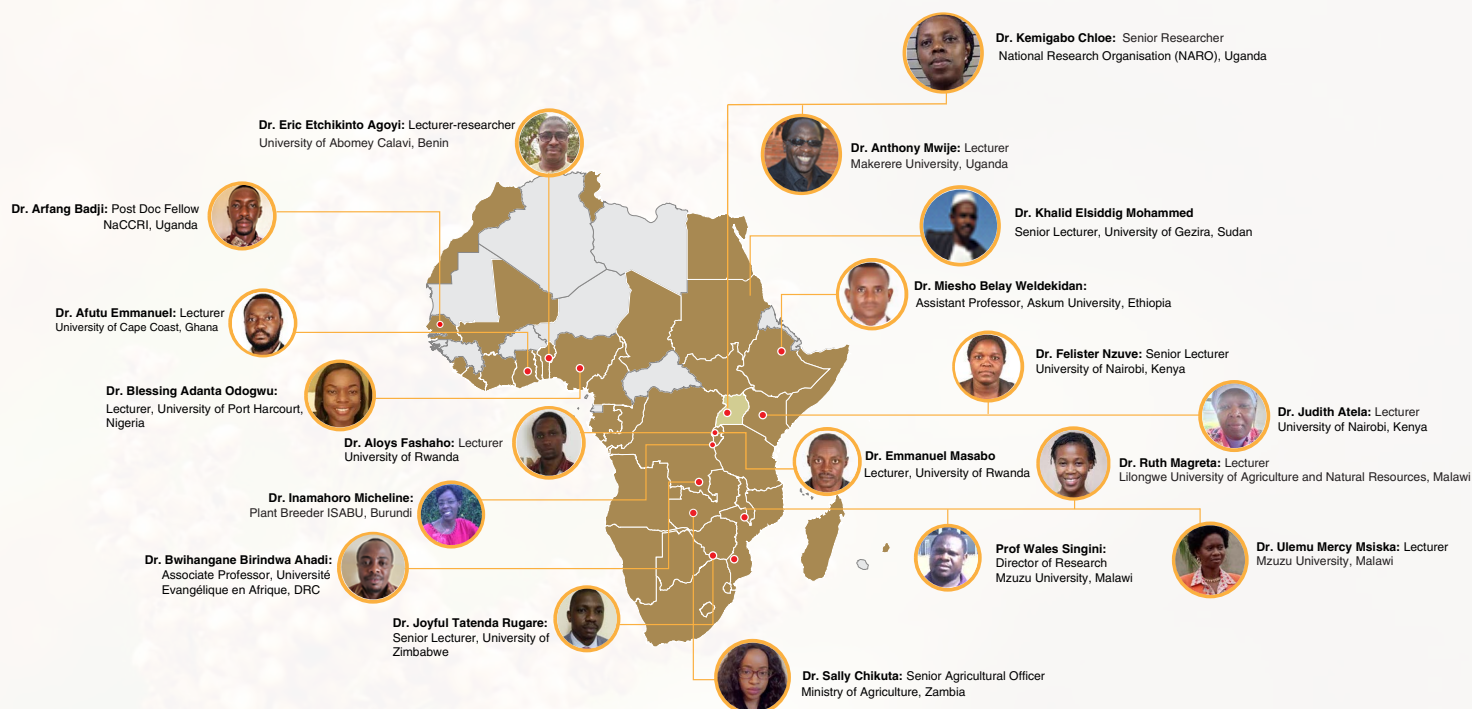 Dr. Kemigabo Chloe: Senior Researcher
National Research Organisation (NARO), Uganda
Dr. Eric Etchikinto Agoyi: Lecturer-researcher
University of Abomey Calavi, Benin
Dr. Anthony Mwije: Lecturer
Makerere University, Uganda
Dr. Arfang Badji: Post Doc Fellow
NaCCRI, Uganda
Dr. Khalid Elsiddig Mohammed
Senior Lecturer, University of Gezira, Sudan
Dr. Miesho Belay Weldekidan:
Assistant Professor, Askum University, Ethiopia
Dr. Afutu Emmanuel: Lecturer
University of Cape Coast, Ghana
Dr. Felister Nzuve: Senior Lecturer
University of Nairobi, Kenya
Dr. Blessing Adanta Odogwu:
Lecturer, University of Port Harcourt,
Nigeria
Dr. Judith Atela: Lecturer
University of Nairobi, Kenya
Dr. Aloys Fashaho: Lecturer
University of Rwanda
Dr. Emmanuel Masabo
Lecturer, University of Rwanda
Dr. Ruth Magreta: Lecturer
Lilongwe University of Agriculture and Natural Resources, Malawi
Dr. Inamahoro Micheline:
Plant Breeder ISABU, Burundi
Dr. Bwihangane Birindwa Ahadi:
Associate Professor, Université
Evangélique en Afrique, DRC
Prof Wales Singini:
Director of Research
Mzuzu University, Malawi
Dr. Ulemu Mercy Msiska: Lecturer
Mzuzu University, Malawi
Dr. Joyful Tatenda Rugare:
Senior Lecturer, University of
Zimbabwe
Dr. Sally Chikuta: Senior Agricultural Officer
Ministry of Agriculture, Zambia